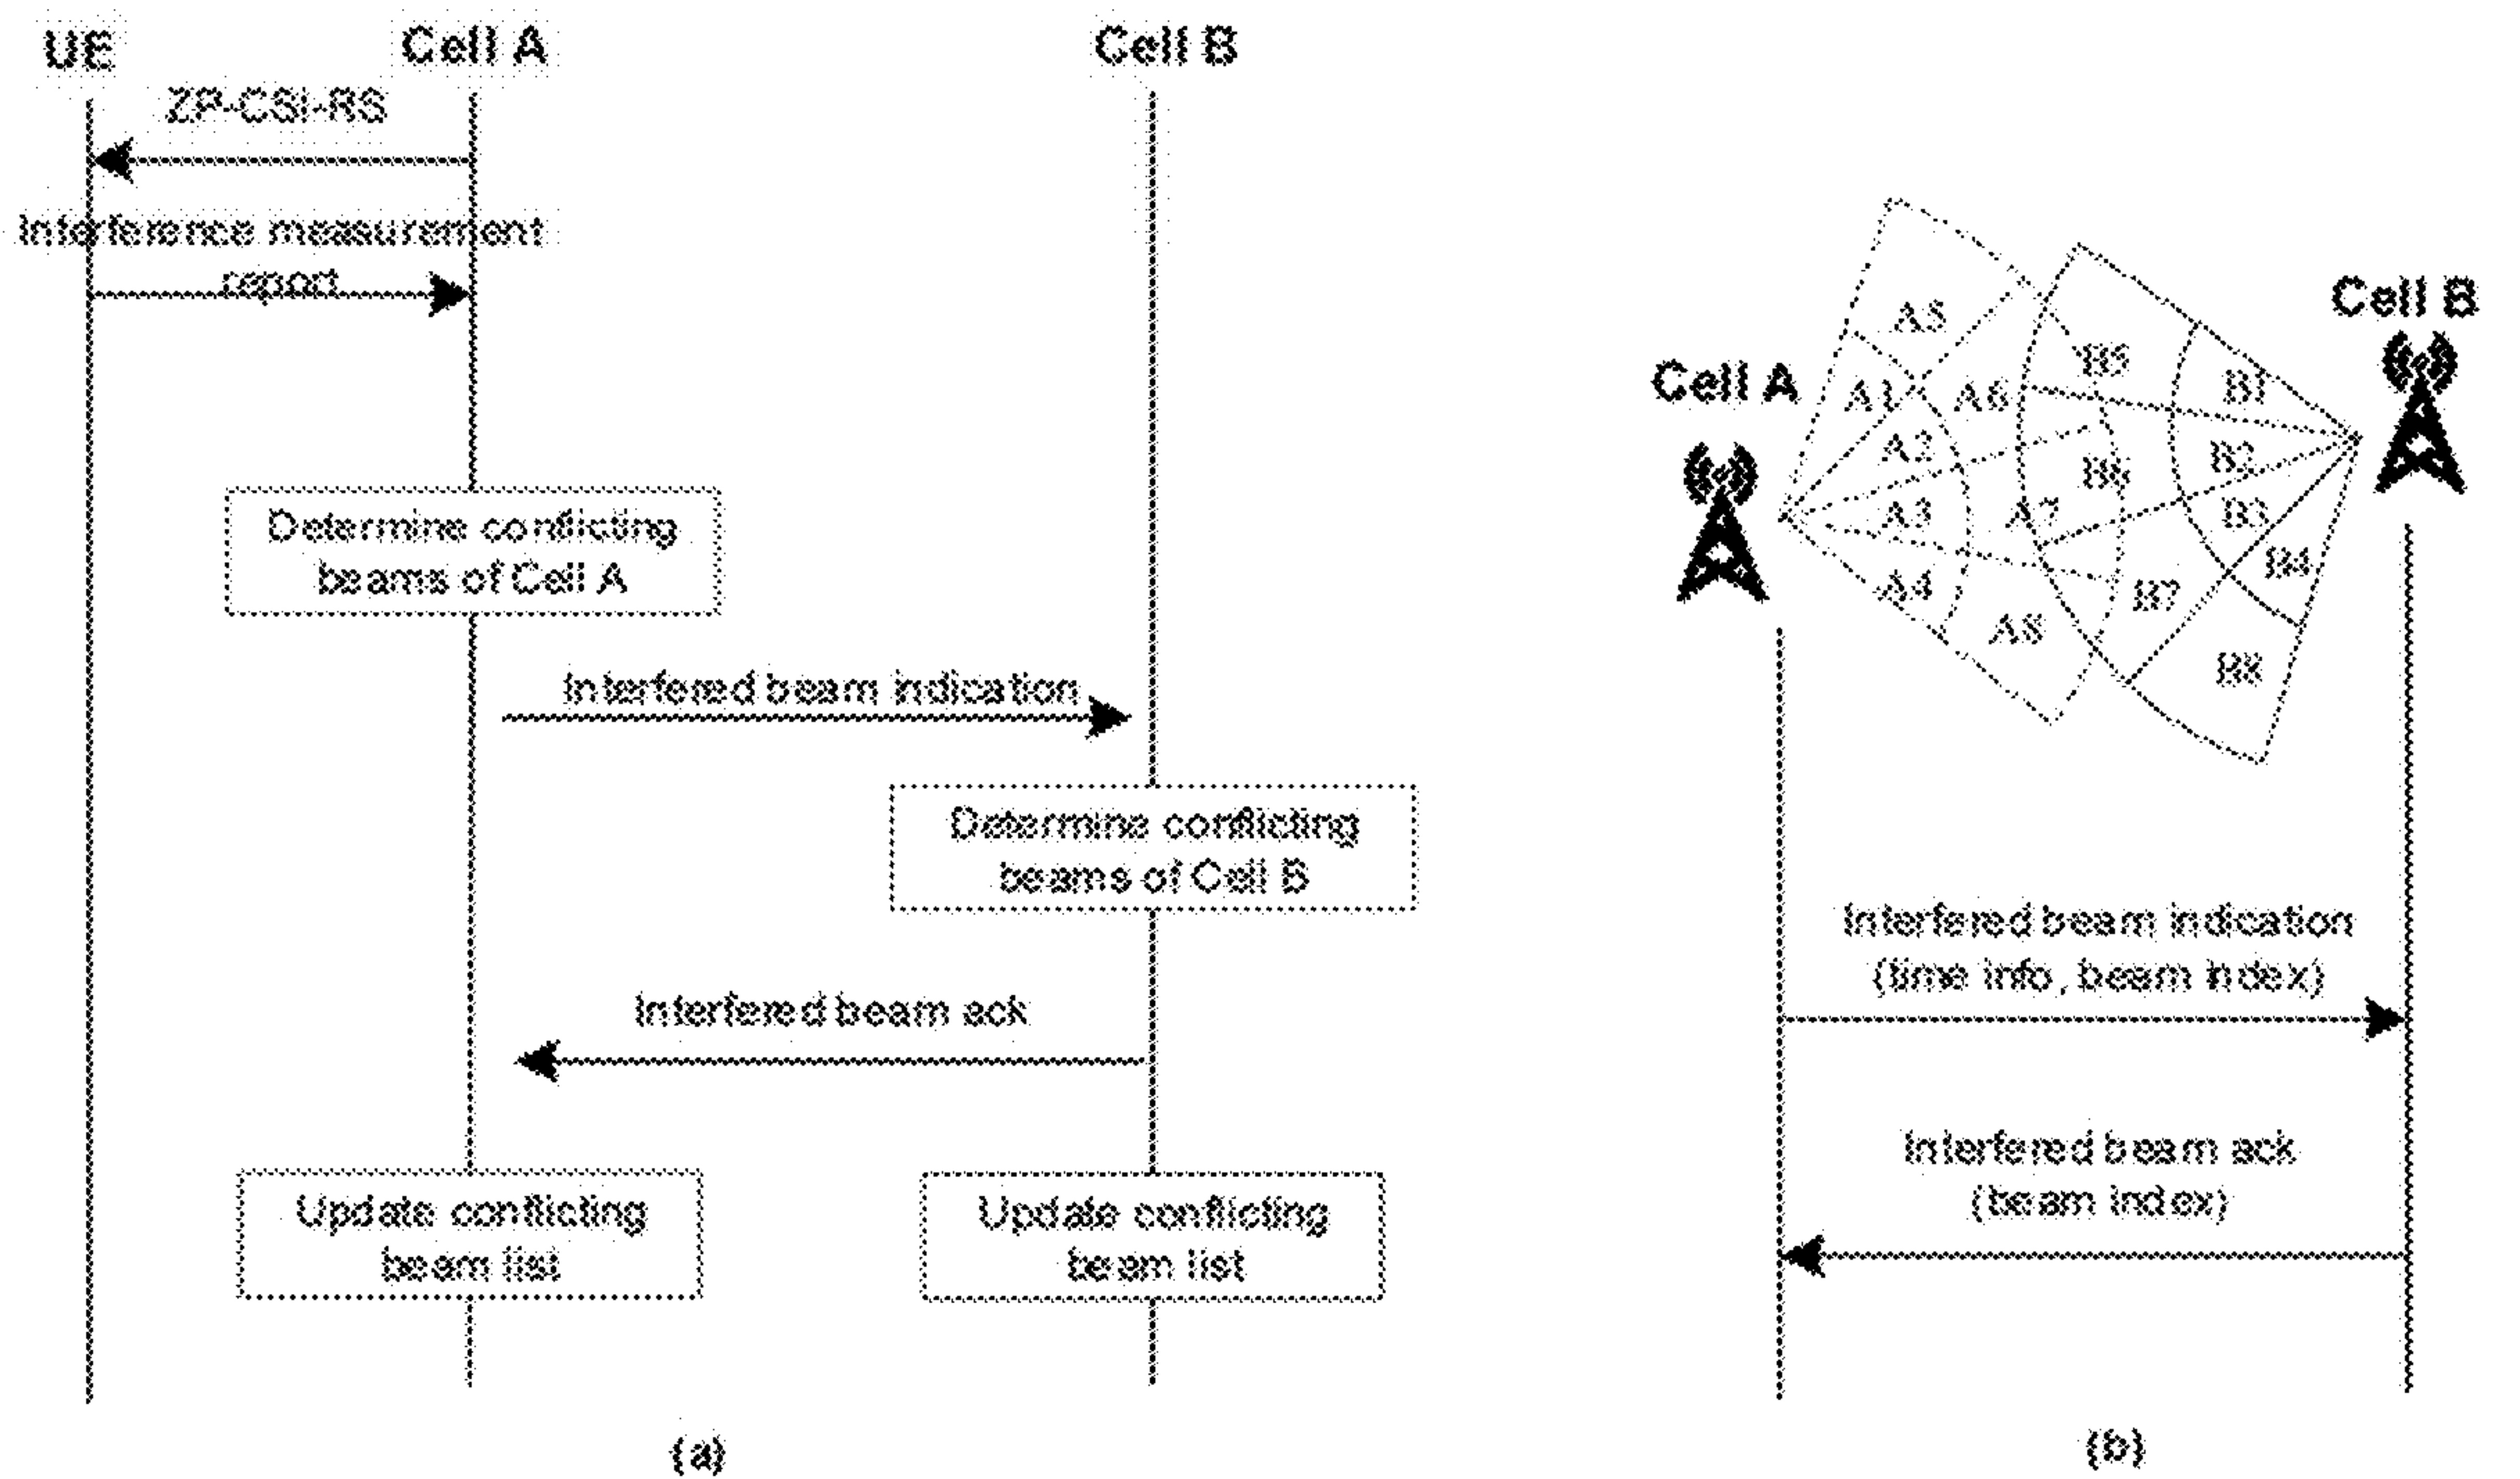 UE
Cell A
Cell B
ZP-CSI-RS
Interference measurement
report
Determine conflicting
beams of Cell A
Interfered beam indication
Determine conflicting
beams of Cell B
Interfered beam ack
Update conflicting
beam list
Update conflicting
beam list
(a)
Cell A
Cell B
A5
A1
A6
A2
A3
A7
A4
A8
B5
B1
B2
B6
B3
B4
B7
B8
Interfered beam indication
(time info, beam index)
Interfered beam ack
(beam index)
(b)